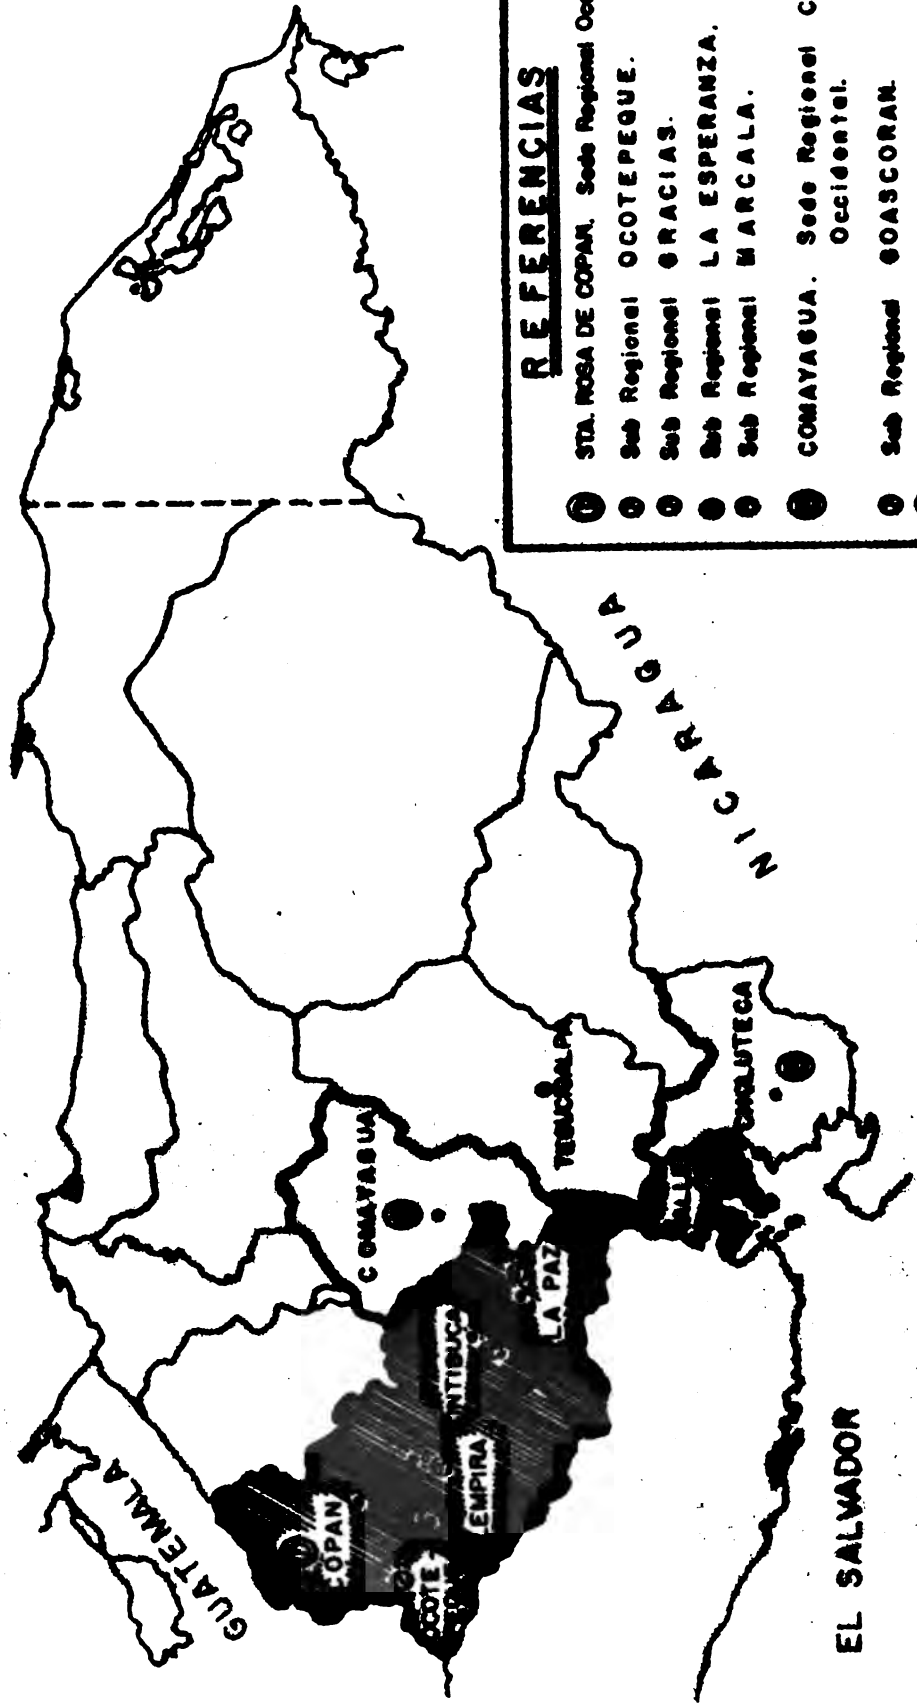 GUATEMALA
COPAN
OCOTE
EMPIRA
INTIBUCA
LA PAZ
COMAYAGUA
TEGUCIGALPA
VALLE
CHOLUTECA
NICARAGUA
EL SALVADOR
REFERENCIAS
STA. ROSA DE COPAN. Sede Regional
Sub Regional OCOTEPEQUE.
Sub Regional GRACIAS.
Sub Regional LA ESPERANZA.
Sub Regional MARCALA.
COMAYAGUA. Sede Regional
Occidental.
Sub Regional GOASCORAN.